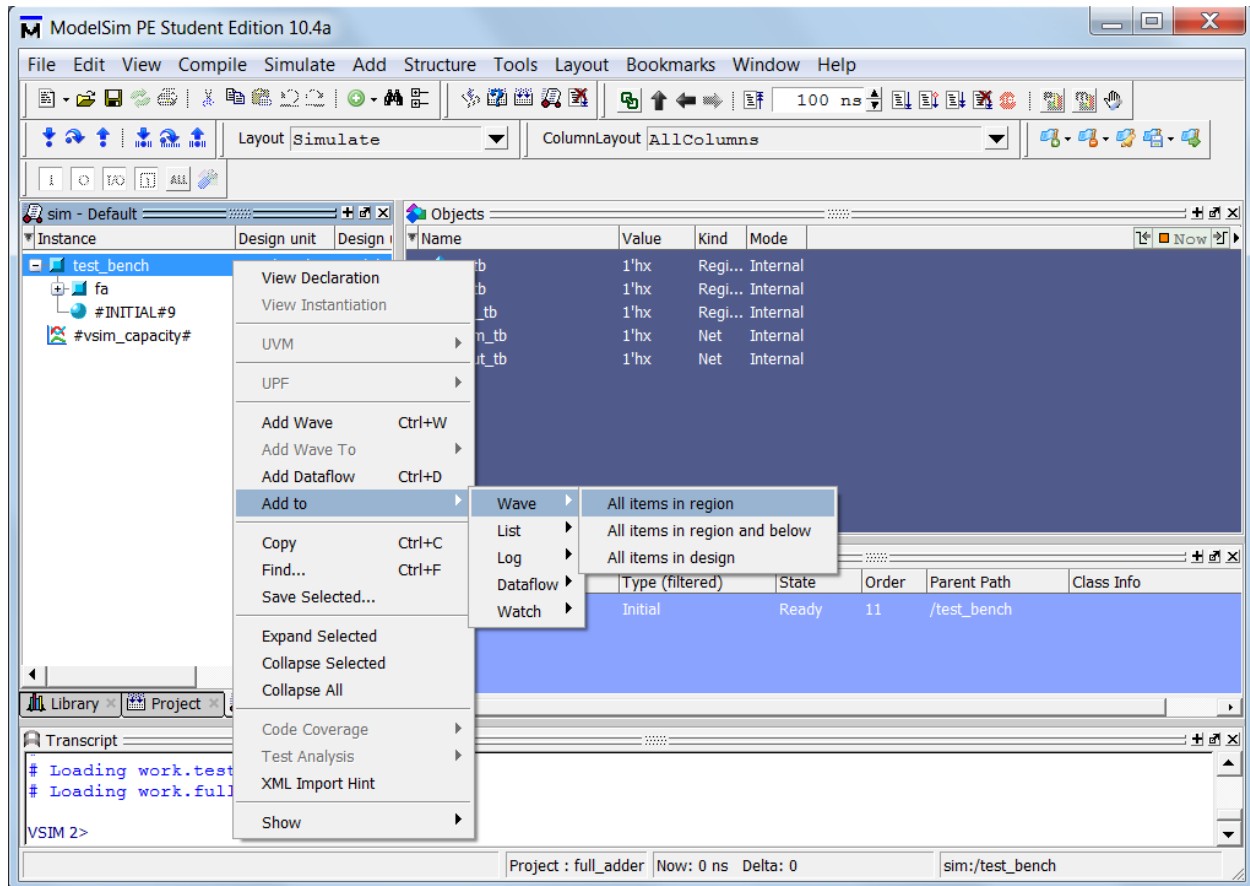 ModelSim PE Student Edition 10.4a
File Edit View Compile Simulate Add Structure Tools Layout Bookmarks Window Help
100 ns
Layout Simulate ColumnLayout AllColumns
I O I/O ALL
sim - Default Objects
Instance Design unit Design Name Value Kind Mode Now
test_bench 1'hx Regi... Internal
fa 1'hx Regi... Internal
#INITIAL#9 _tb 1'hx Regi... Internal
#vsim_capacity# m_tb 1'hx Net Internal
ut_tb 1'hx Net Internal
View Declaration
View Instantiation
UVM
UPF
Add Wave Ctrl+W
Add Wave To
Add Dataflow Ctrl+D
Add to Wave All items in region
List All items in region and below
Copy Ctrl+C
Log All items in design
Find... Ctrl+F
Dataflow Type (filtered) State Order Parent Path Class Info
Save Selected...
Watch Initial Ready 11 /test_bench
Expand Selected
Collapse Selected
Collapse All
Library Project
Code Coverage
Transcript
Test Analysis
# Loading work.test
XML Import Hint
# Loading work.full
Show
VSIM 2>
Project : full_adder Now: 0 ns Delta: 0 sim:/test_bench